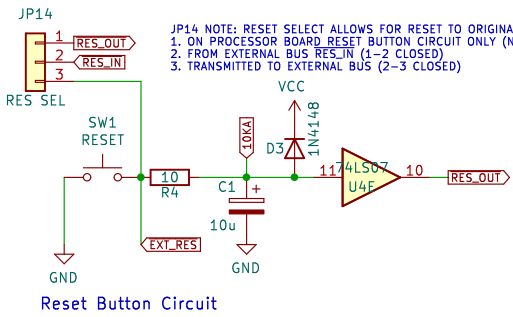 JP14
JP14 NOTE: RESET SELECT ALLOWS FOR RESET TO ORIGINA
1. ON PROCESSOR BOARD RESET BUTTON CIRCUIT ONLY (N
2. FROM EXTERNAL BUS RES_IN (1-2 CLOSED)
3. TRANSMITTED TO EXTERNAL BUS (2-3 CLOSED)
1 RES_OUT
2 RES_IN
3
RES SEL
VCC
SW1
RESET
10KA
D3
1N4148
10
R4
11
74LS07
U4E
10
RES_OUT
C1
+
10u
EXT_RES
GND
GND
Reset Button Circuit